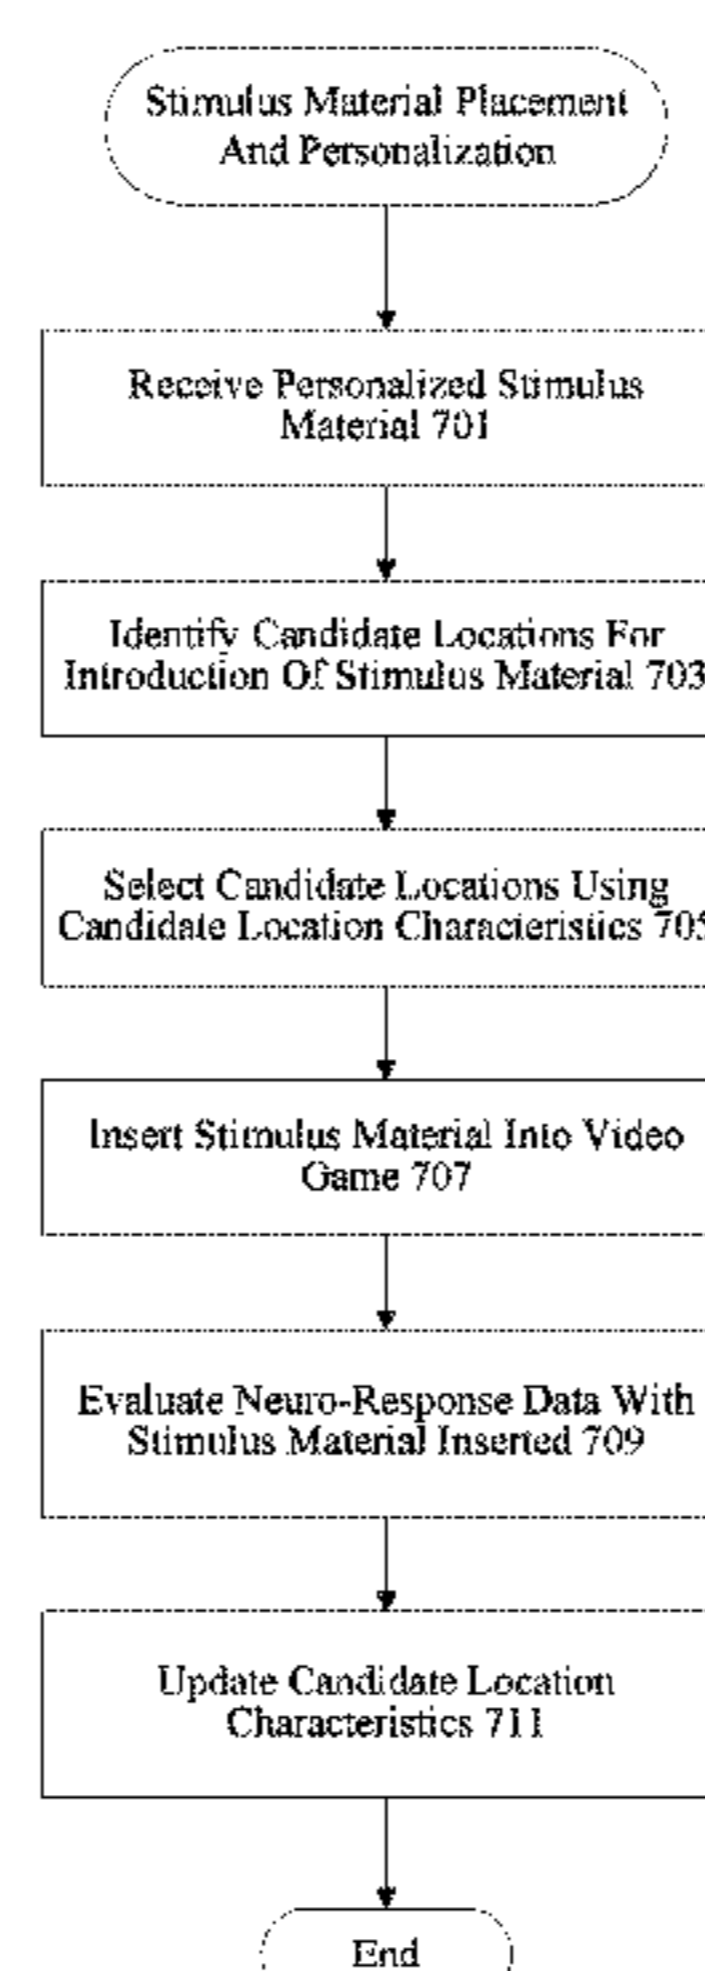 Stimulus Material Placement
And Personalization
Receive Personalized Stimulus
Material 701
Identify Candidate Locations For
Introduction Of Stimulus Material 703
Select Candidate Locations Using
Candidate Location Characteristics 705
Insert Stimulus Material Into Video
Game 707
Evaluate Neuro-Response Data With
Stimulus Material Inserted 709
Update Candidate Location
Characteristics 711
End